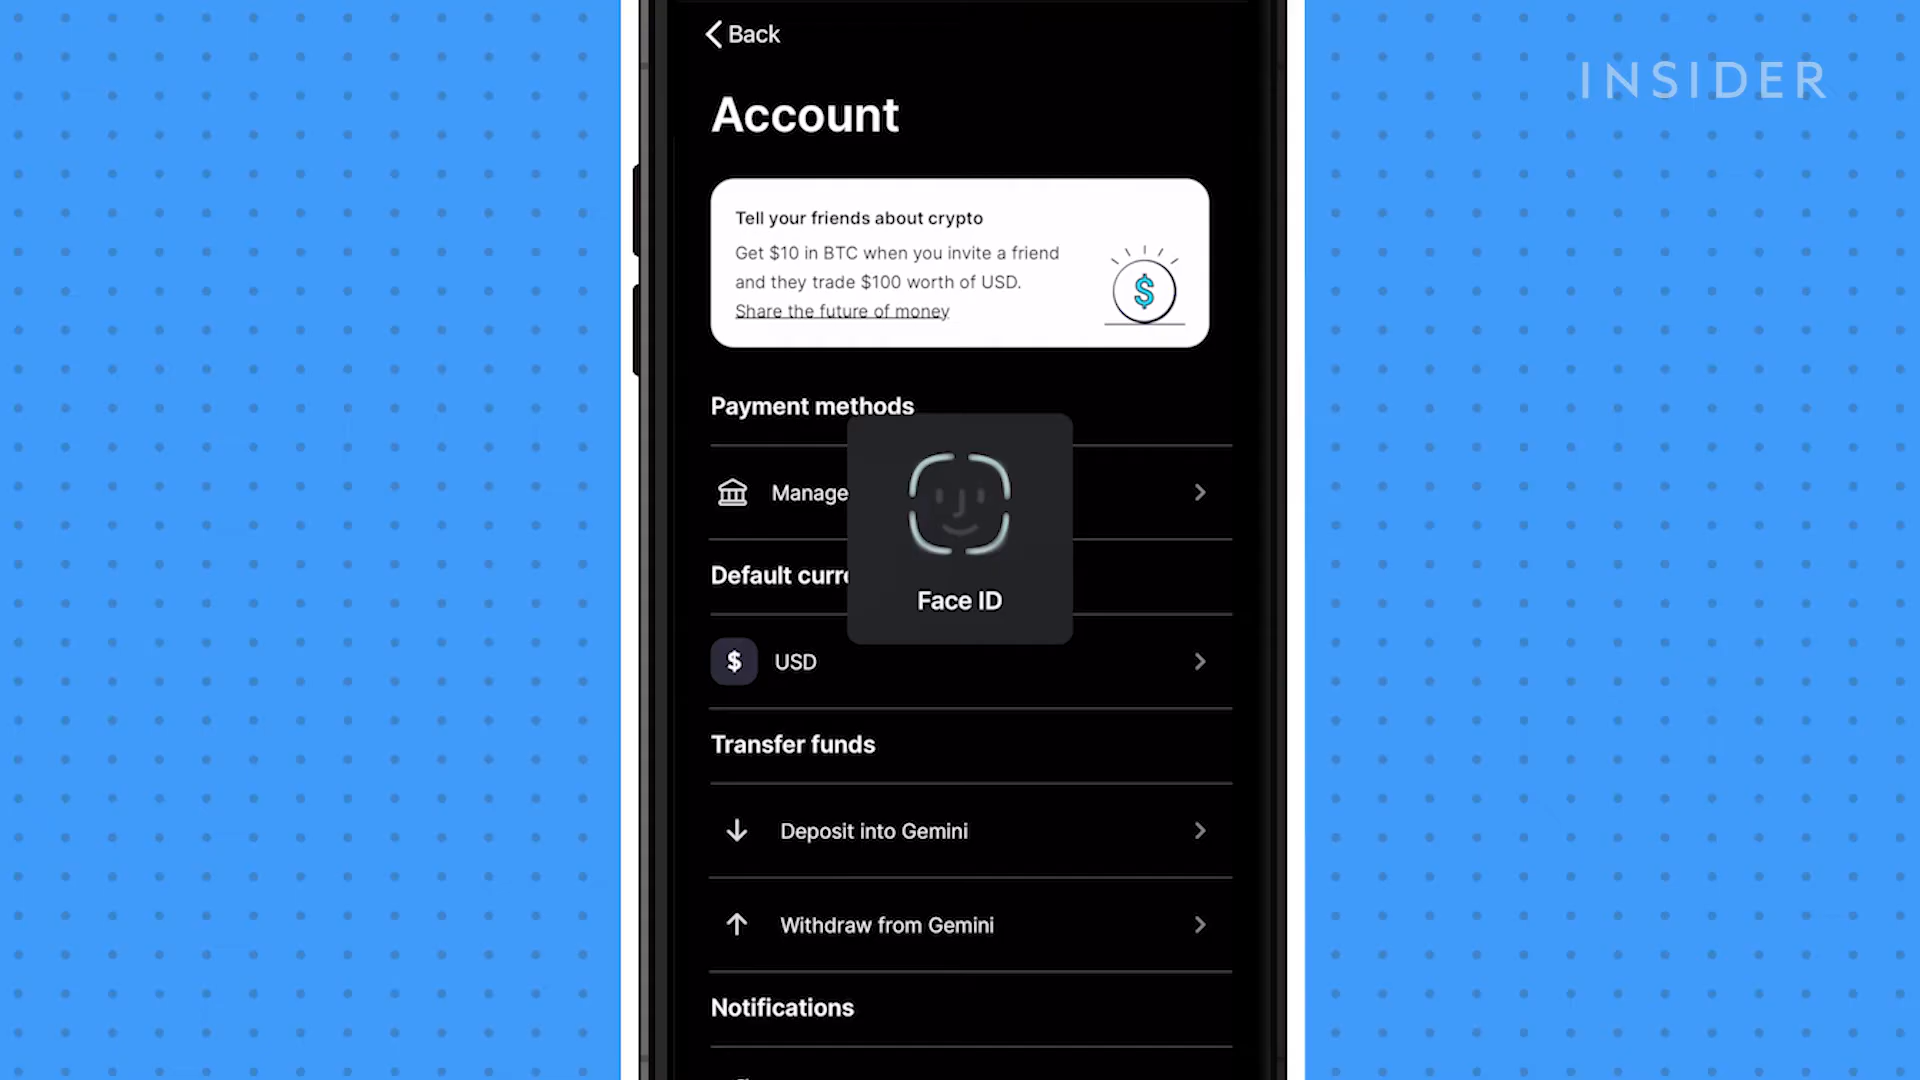 Back
INSIDER
Account
Tell your friends about crypto
Get $10 in BTC when you invite a friend
and they trade $100 worth of USD.
Share the future of money
$
Payment methods
Manage
Face ID
Default curre
$ USD
Transfer funds
Deposit into Gemini
Withdraw from Gemini
Notifications